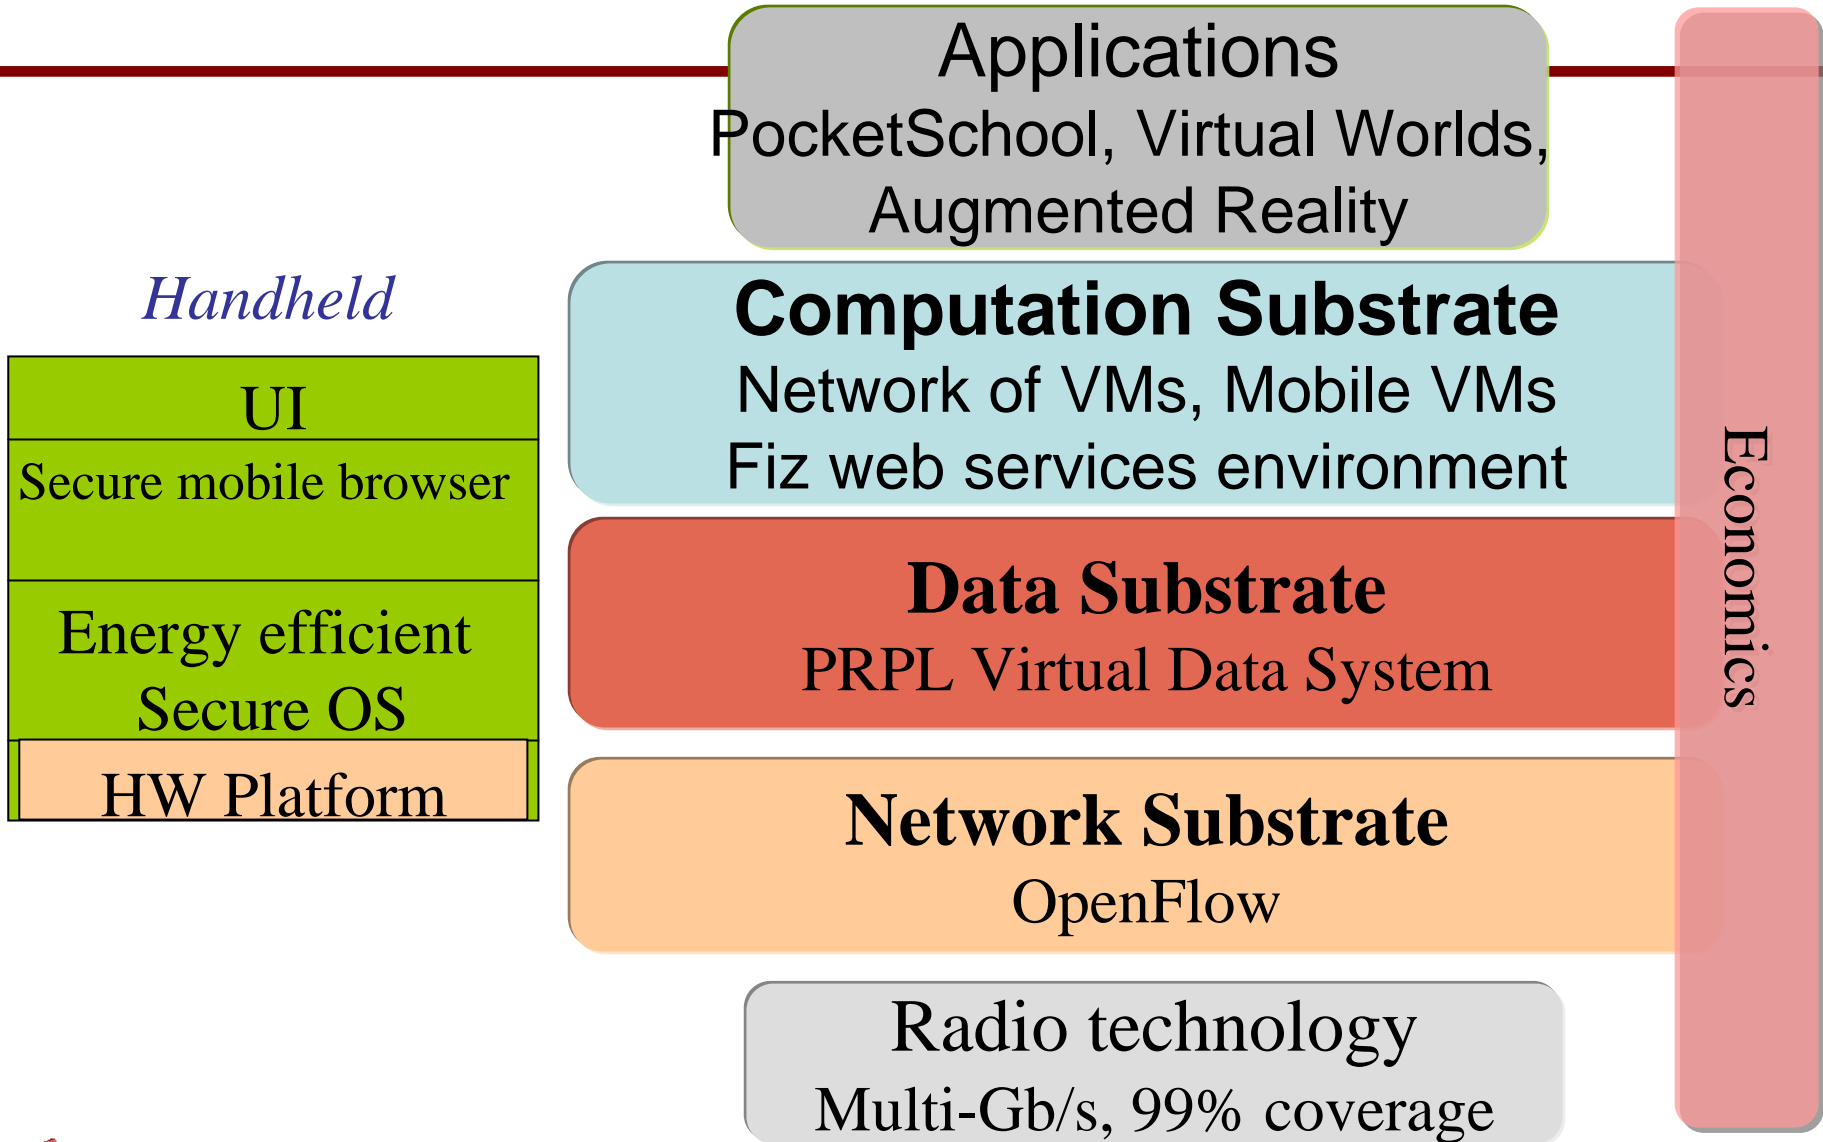 Applications
PocketSchool, Virtual Worlds,
Augmented Reality
Handheld
UI
Secure mobile browser
Energy efficient
Secure OS
HW Platform
Computation Substrate
Network of VMs, Mobile VMs
Fiz web services environment
Data Substrate
PRPL Virtual Data System
Network Substrate
OpenFlow
Radio technology
Multi-Gb/s, 99% coverage
Economics